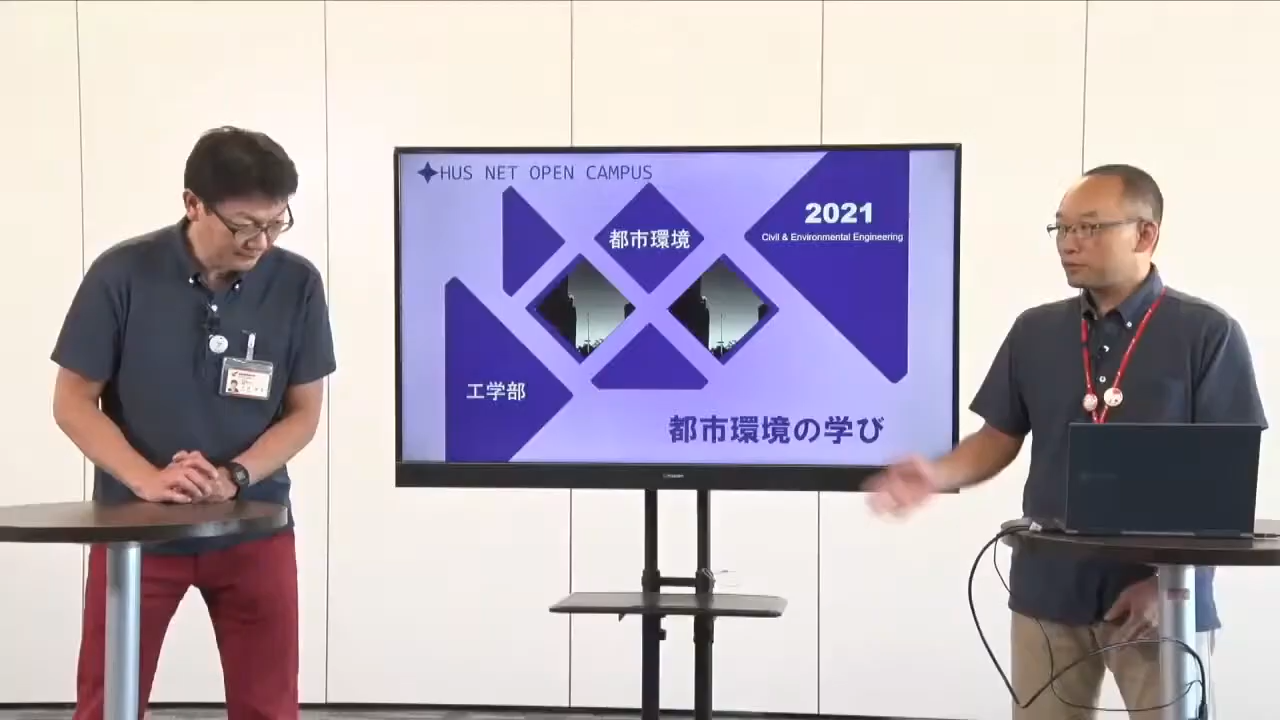 HUS NET OPEN CAMPUS
2021
Civil & Environmental Engineering
都市環境
工学部
都市環境の学び